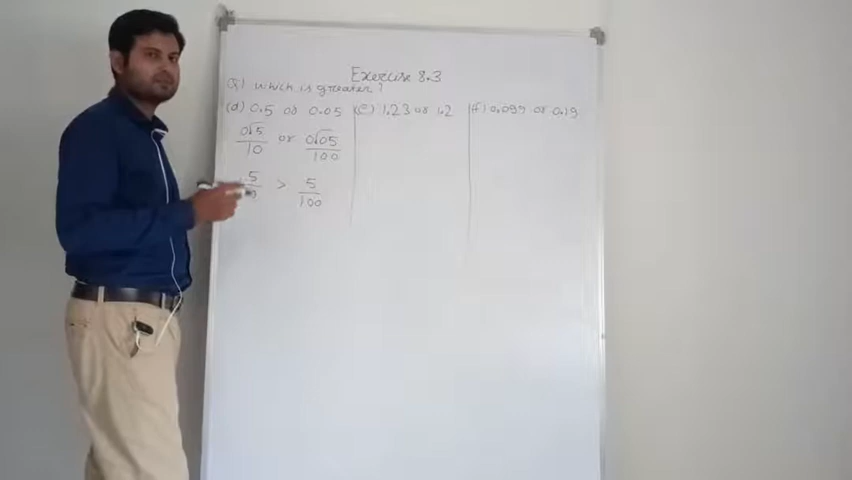 Exercise 8.3
Q1 which is greater?
(d) 0.5 or 0.05
(e) 1.23 or 1.2
(f) 0.099 or 0.19
0.5/10 or 0.05/100
5 > 5/100